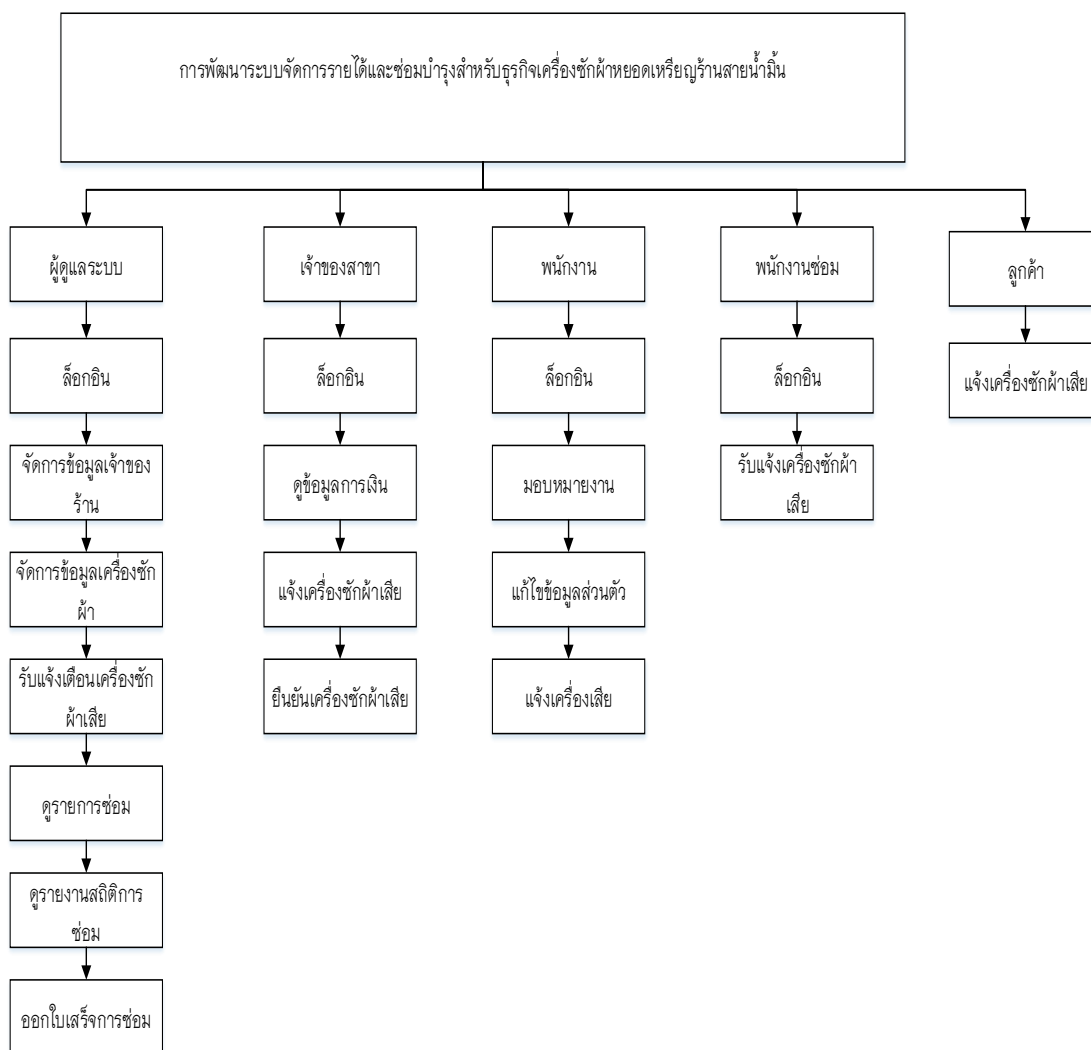 การพัฒนาระบบจัดการรายได้และซ่อมบำรุงสำหรับธุรกิจเครื่องซักผ้าหยอดเหรียญร้านสายน้ำมิ้น
ผู้ดูแลระบบ
ล็อกอิน
จัดการข้อมูลเจ้าของ
ร้าน
จัดการข้อมูลเครื่องซัก
ผ้า
รับแจ้งเตือนเครื่องซัก
ผ้าเสีย
ดูรายการซ่อม
ดูรายงานสถิติการ
ซ่อม
ออกใบเสร็จการซ่อม
เจ้าของสาขา
ล็อกอิน
ดูข้อมูลการเงิน
แจ้งเครื่องซักผ้าเสีย
ยืนยันเครื่องซักผ้าเสีย
พนักงาน
ล็อกอิน
มอบหมายงาน
แก้ไขข้อมูลส่วนตัว
แจ้งเครื่องเสีย
พนักงานซ่อม
ล็อกอิน
รับแจ้งเครื่องซักผ้า
เสีย
ลูกค้า
แจ้งเครื่องซักผ้าเสีย